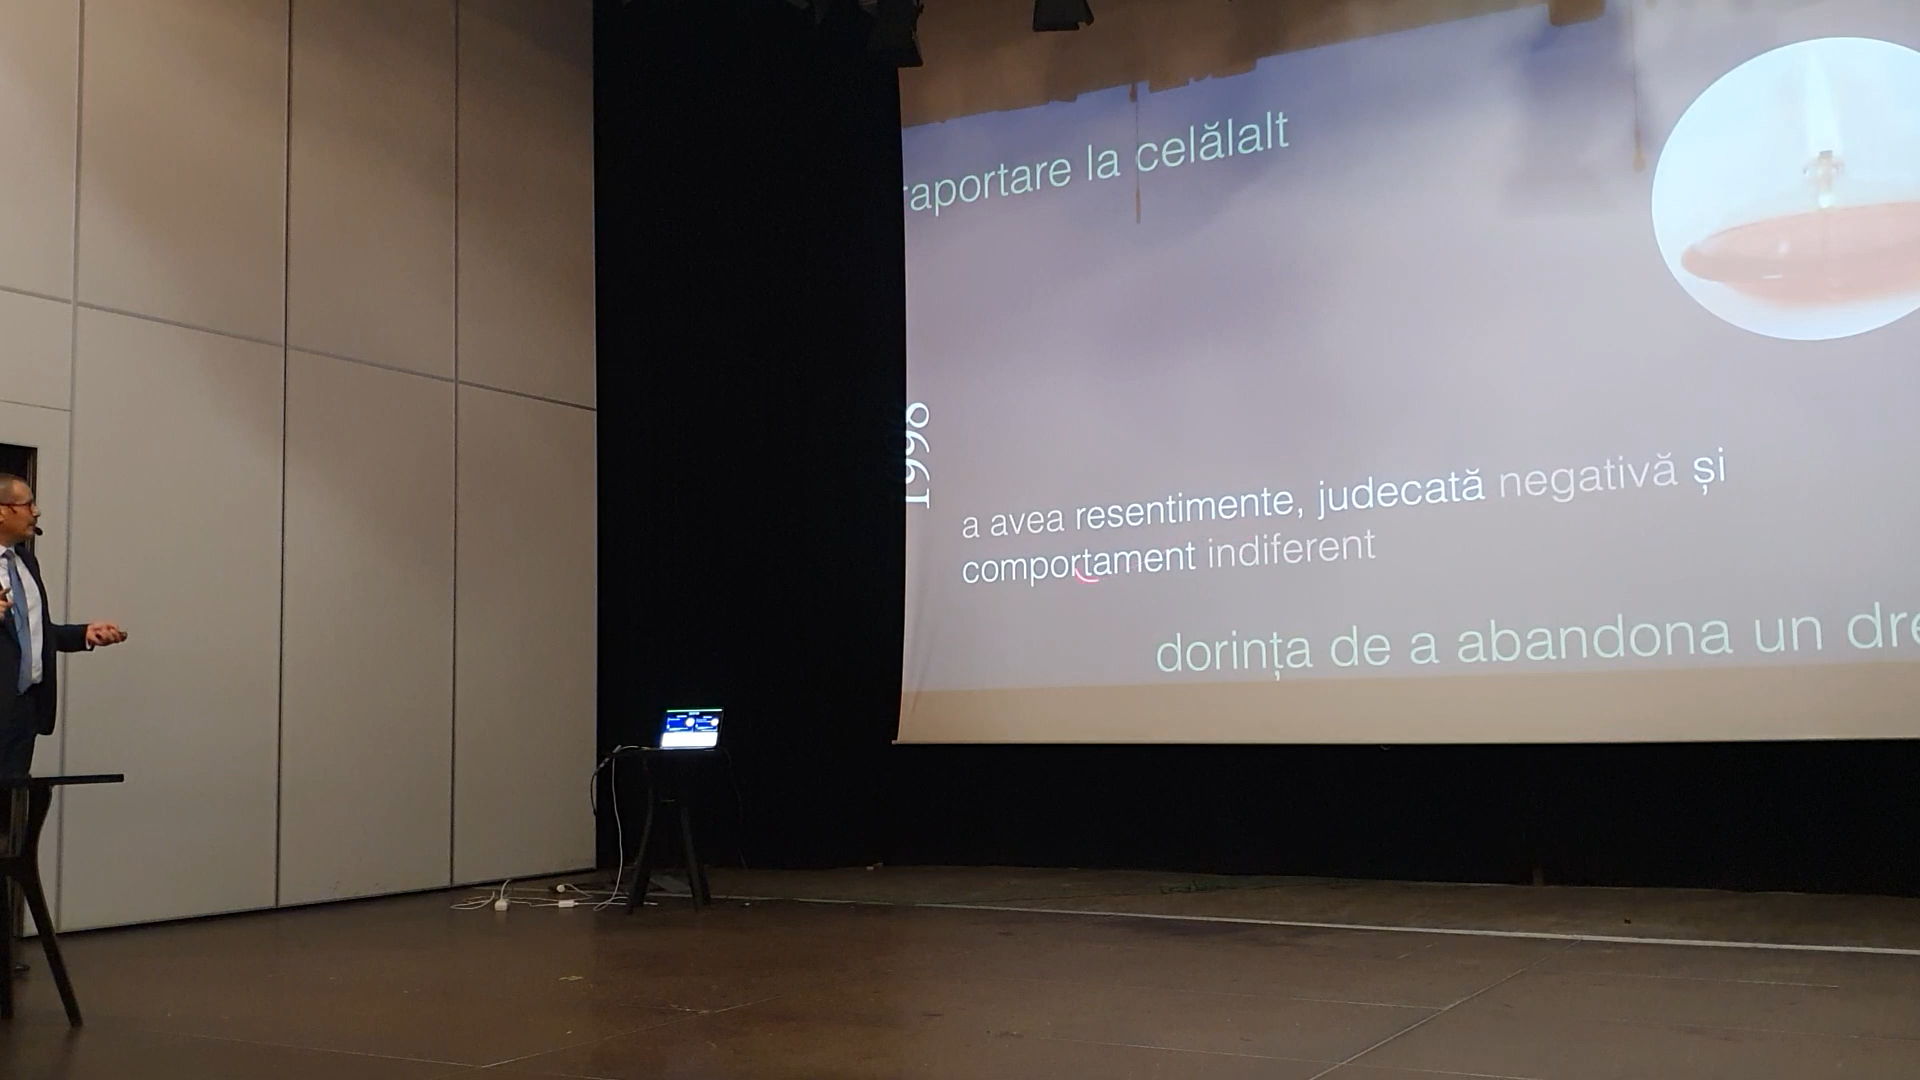 raportare la celălalt
1998
a avea resentimente, judecată negativă și
comportament indiferent
dorința de a abandona un